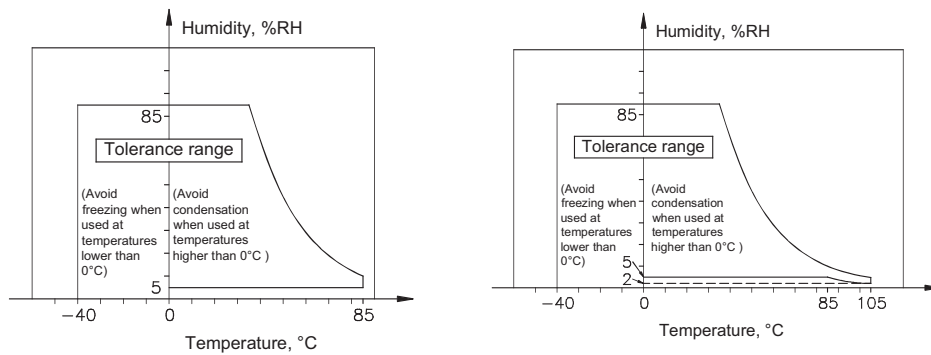 Humidity, %RH
85
Tolerance range
(Avoid
freezing when
used at
temperatures
lower than
0°C)
(Avoid
condensation
when used at
temperatures
higher than 0°C )
5
−40
0
85
Temperature, °C
Humidity, %RH
85
Tolerance range
(Avoid
freezing when
used at
temperatures
lower than
0°C)
(Avoid
condensation
when used at
temperatures
higher than 0°C )
5
2
−40
0
85
105
Temperature, °C